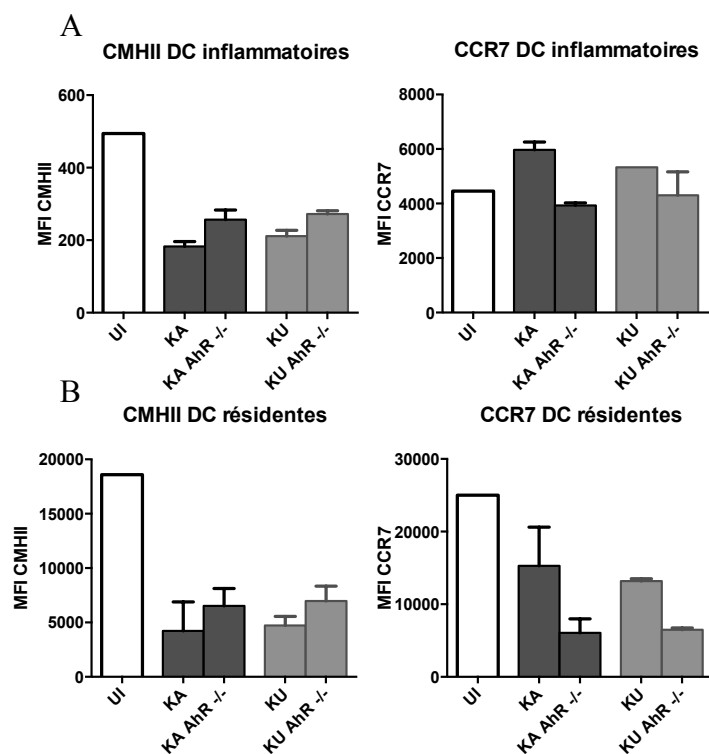 A
CMHII DC inflammatoires
MFI CMHII
600
400
200
0
UI
KA
KA AhR -/-
KU
KU AhR -/-
CCR7 DC inflammatoires
MFI CCR7
8000
6000
4000
2000
0
UI
KA
KA AhR -/-
KU
KU AhR -/-
B
CMHII DC résidentes
MFI CMHII
20000
15000
10000
5000
0
UI
KA
KA AhR -/-
KU
KU AhR -/-
CCR7 DC résidentes
MFI CCR7
30000
20000
10000
0
UI
KA
KA AhR -/-
KU
KU AhR -/-